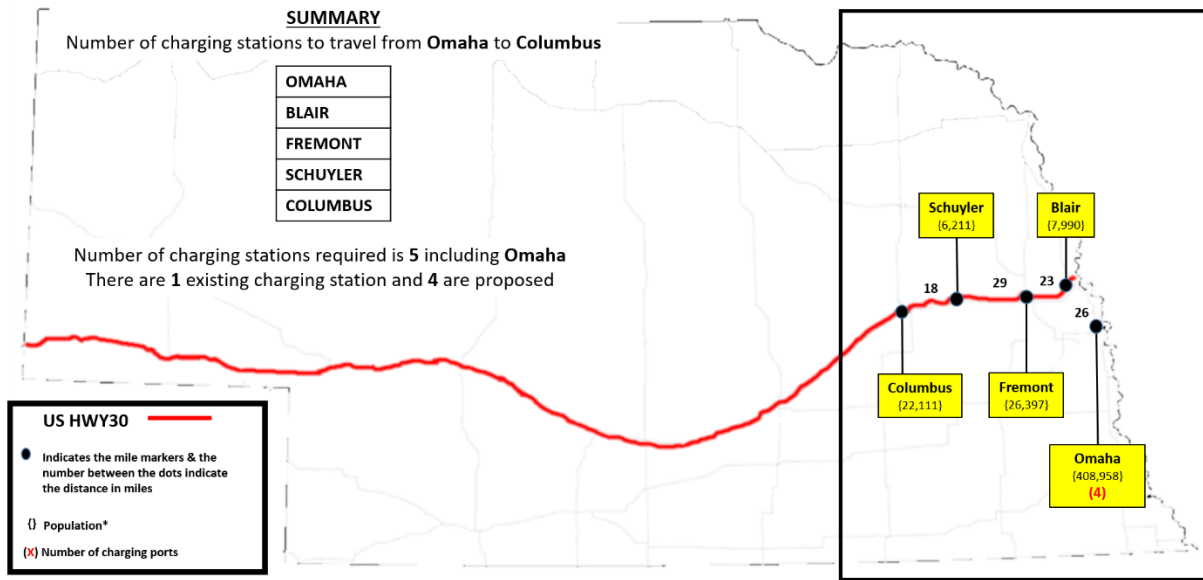 SUMMARY
Number of charging stations to travel from Omaha to Columbus
OMAHA
BLAIR
FREMONT
SCHUYLER
COLUMBUS
Number of charging stations required is 5 including Omaha
There are 1 existing charging station and 4 are proposed
Schuyler
{6,211}
Blair
{7,990}
18
29
23
26
Columbus
{22,111}
Fremont
{26,397}
Omaha
{408,958}
(4)
US HWY30
Indicates the mile markers & the
number between the dots indicate
the distance in miles
{} Population*
(X) Number of charging ports